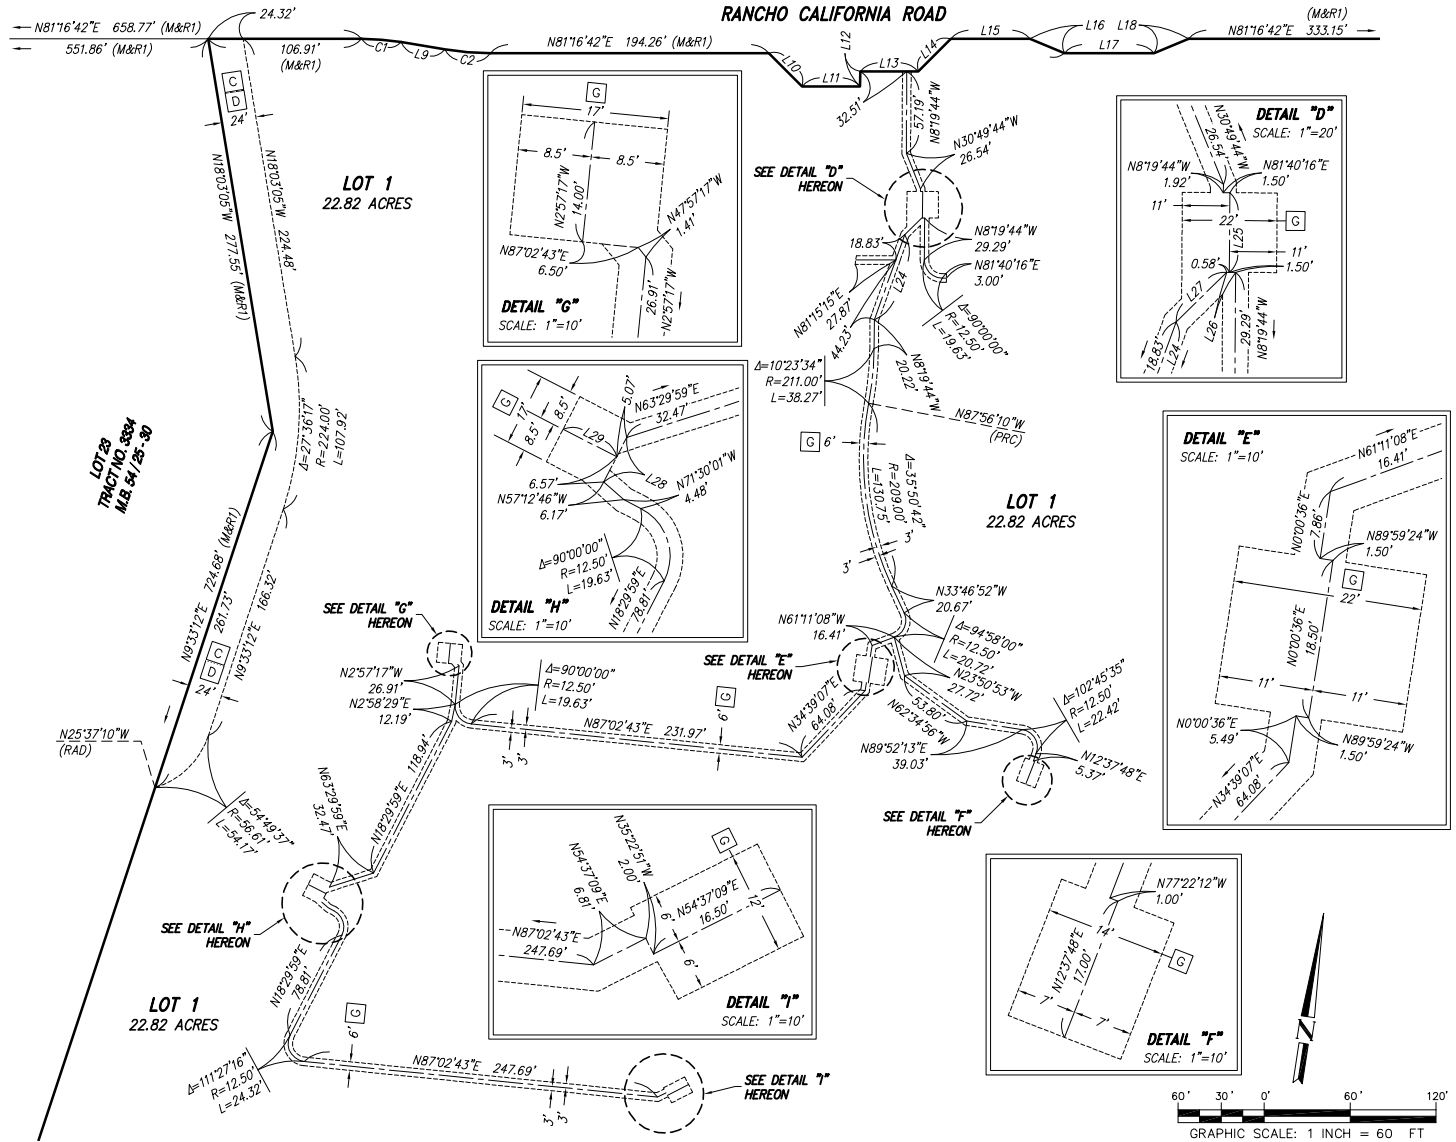 RANCHO CALIFORNIA ROAD
24.32'
N81°16'42"E 658.77' (M&R1)
551.86' (M&R1)
106.91'
(M&R1)
C1
L9
C2
N81°16'42"E 194.26' (M&R1)
L10
L11
L12
L13
L14
L15
L16
L17
L18
(M&R1)
N81°16'42"E 333.15'
C
D
24'
N18°03'05"W 277.55' (M&R1)
N18°03'05"W 224.48'
LOT 1
22.82 ACRES
G
17'
8.5'
8.5'
N2°57'17"W
14.00'
N47°57'17"W
1.41'
N87°02'43"E
6.50'
26.91'
N2°57'17"W
DETAIL "G"
SCALE: 1"=10'
32.51'
57.19'
N8°19'44"W
N30°49'44"W
26.54'
SEE DETAIL "D"
HEREON
18.83'
N8°19'44"W
29.29'
N81°40'16"E
3.00'
L24
N81°15'15"E
27.87'
44.23'
Δ=90°00'00"
R=12.50'
L=19.63'
N8°19'44"W
20.22'
Δ=10°23'34"
R=211.00'
L=38.27'
N87°56'10"W
(PRC)
G
6'
DETAIL "D"
SCALE: 1"=20'
N30°49'44"W
26.54'
N8°19'44"W
1.92'
N81°40'16"E
1.50'
11'
22'
G
L25
11'
0.58'
1.50'
L27
L26
L24
18.83'
29.29'
N8°19'44"W
LOT 23
TRACT NO. 3334
M.B. 54 / 25 - 30
Δ=27°36'17"
R=224.00'
L=107.92'
G
17'
8.5'
8.5'
5.07'
N63°29'59"E
32.47'
L29
L28
6.57'
N57°12'46"W
6.17'
N71°30'01"W
4.48'
Δ=90°00'00"
R=12.50'
L=19.63'
N18°29'59"E
78.81'
DETAIL "H"
SCALE: 1"=10'
Δ=35°50'42"
R=209.00'
L=130.75'
3'
3'
LOT 1
22.82 ACRES
DETAIL "E"
SCALE: 1"=10'
N61°11'08"E
16.41'
N0°00'36"E
7.86'
N89°59'24"W
1.50'
G
22'
N0°00'36"E
18.50'
11'
11'
N0°00'36"E
5.49'
N89°59'24"W
1.50'
N34°39'07"E
64.08'
N9°33'12"E 724.68' (M&R1)
261.73'
166.32'
N9°33'12"E
C
D
24'
N25°37'10"W
(RAD)
Δ=54°49'37"
R=56.61'
L=54.17'
SEE DETAIL "G"
HEREON
N2°57'17"W
26.91'
N2°58'29"E
12.19'
Δ=90°00'00"
R=12.50'
L=19.63'
118.94'
N18°29'59"E
N87°02'43"E 231.97'
3'
3'
G
6'
N61°11'08"W
16.41'
SEE DETAIL "E"
HEREON
N34°39'07"E
64.08'
N33°46'52"W
20.67'
Δ=94°58'00"
R=12.50'
L=20.72'
N23°50'53"W
27.72'
53.80'
N62°34'56"W
N89°52'13"E
39.03'
Δ=102°45'35"
R=12.50'
L=22.42'
N12°37'48"E
5.37'
SEE DETAIL "F"
HEREON
N63°29'59"E
32.47'
SEE DETAIL "H"
HEREON
N18°29'59"E
78.81'
LOT 1
22.82 ACRES
6'
G
Δ=111°27'16"
R=12.50'
L=24.32'
N87°02'43"E 247.69'
3'
3'
SEE DETAIL "I"
HEREON
N35°22'51"W
2.00'
N54°37'09"E
6.81'
G
12'
6'
N54°37'09"E
16.50'
6'
N87°02'43"E
247.69'
DETAIL "I"
SCALE: 1"=10'
N77°22'12"W
1.00'
14'
G
N12°37'48"E
17.00'
7'
7'
DETAIL "F"
SCALE: 1"=10'
N
60' 30' 0' 60' 120'
GRAPHIC SCALE: 1 INCH = 60 FT